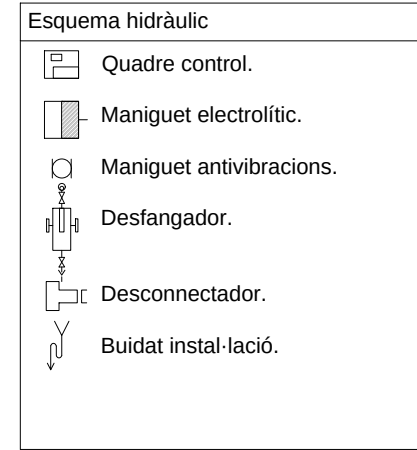 Esquema hidràulic
Quadre control.
Maniguet electrolític.
Maniguet antivibracions.
Desfangador.
Desconnectador.
Buidat instal·lació.